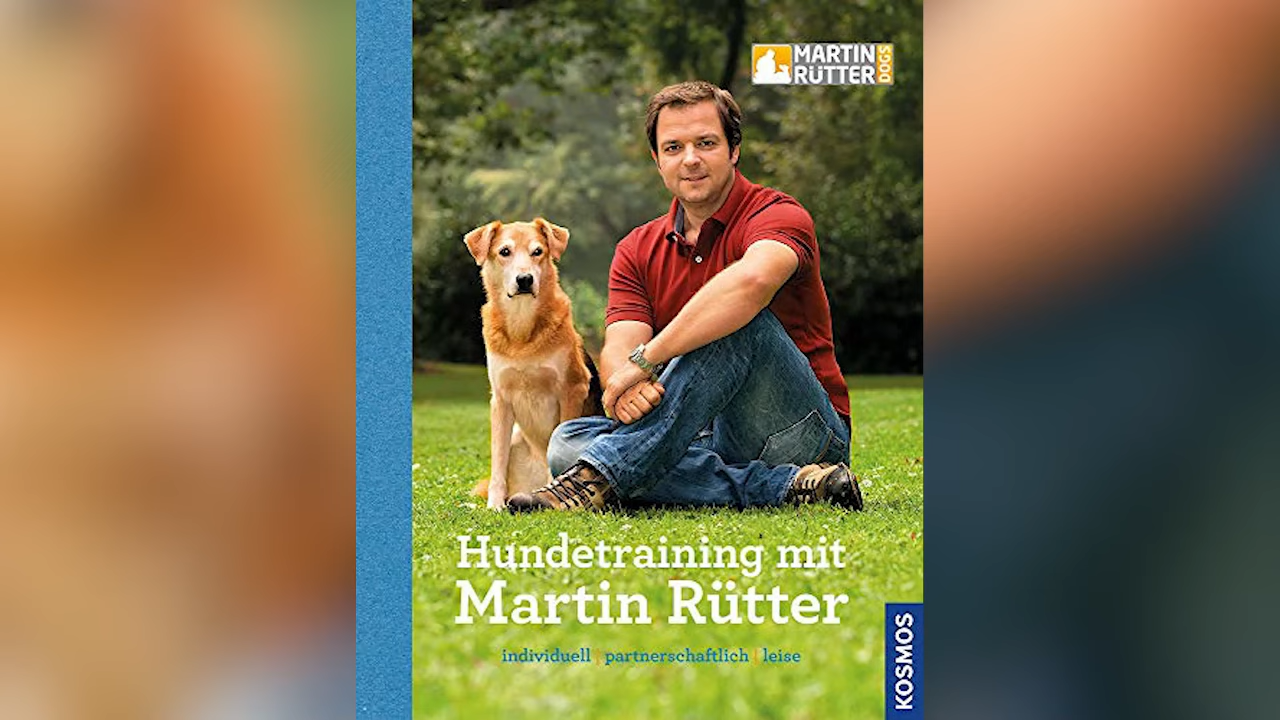 MARTIN
RÜTTER
DOGS
Hundetraining mit
Martin Rütter
individuell | partnerschaftlich | leise
KOSMOS